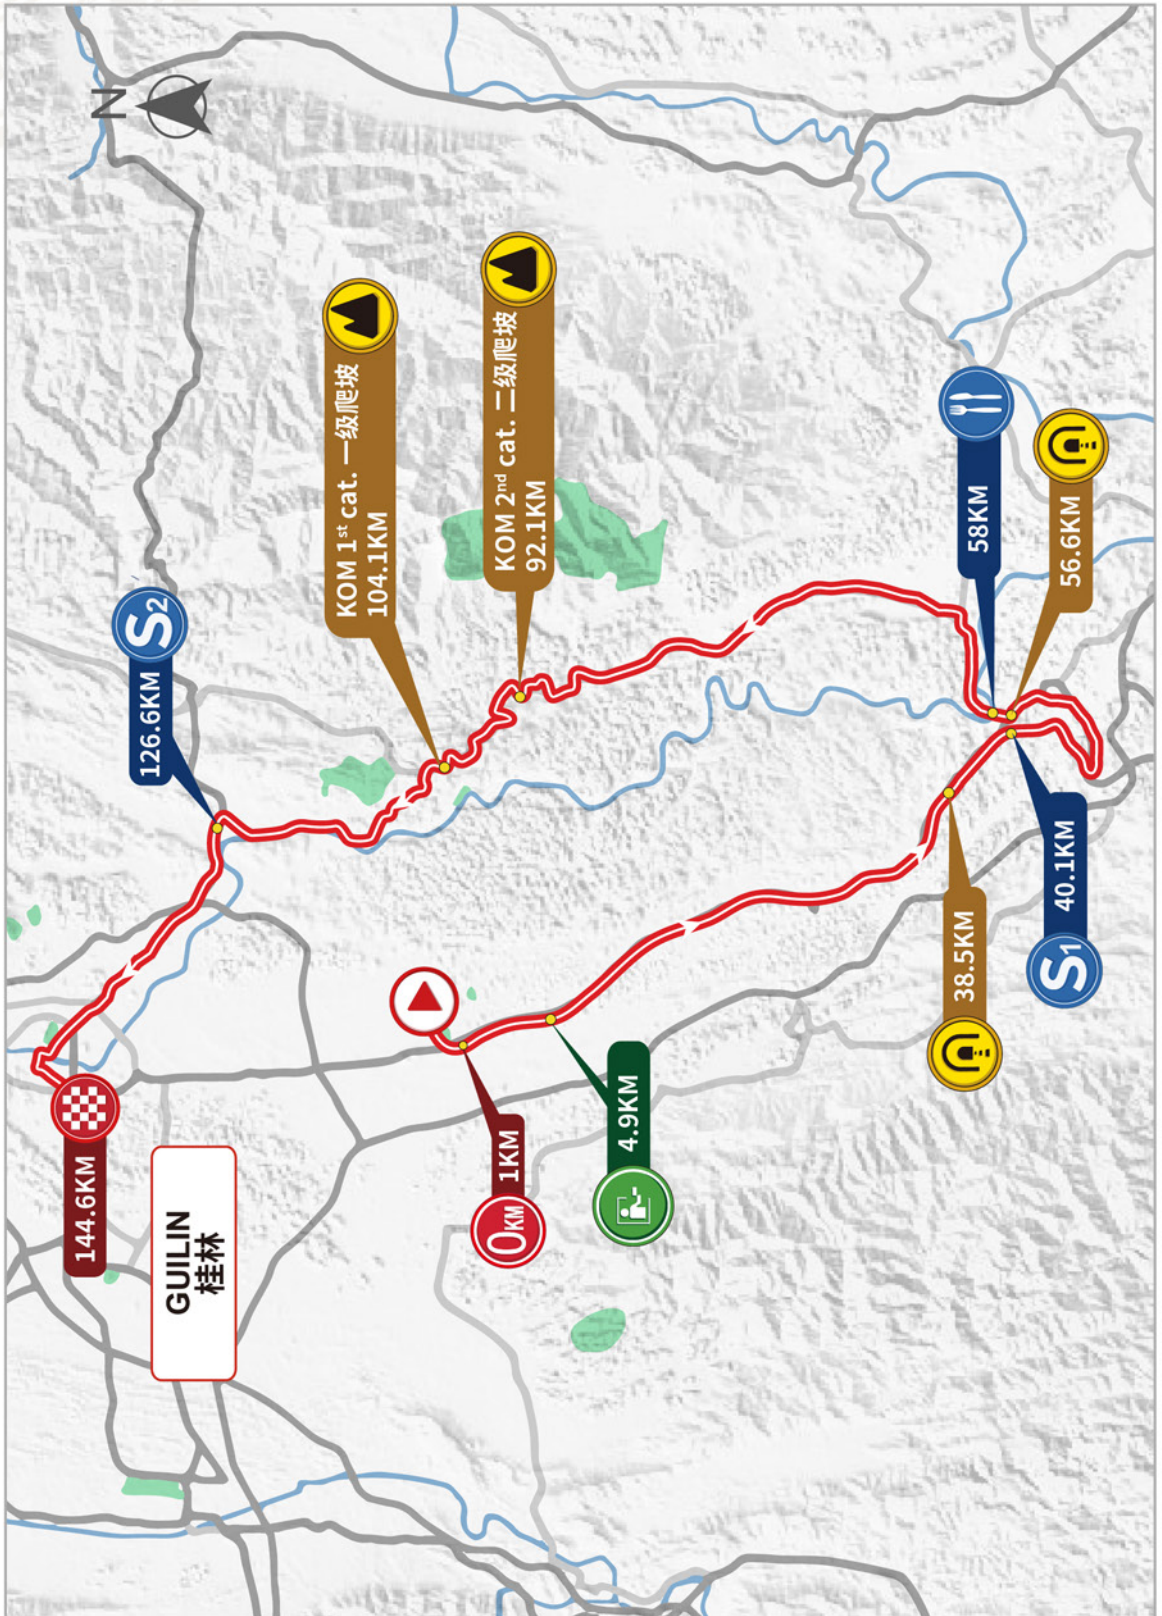 N
KOM 1st cat. 一级爬坡
104.1KM
KOM 2nd cat. 二级爬坡
92.1KM
S2
126.6KM
58KM
56.6KM
S1
40.1KM
38.5KM
4.9KM
0KM
1KM
144.6KM
GUILIN
桂林